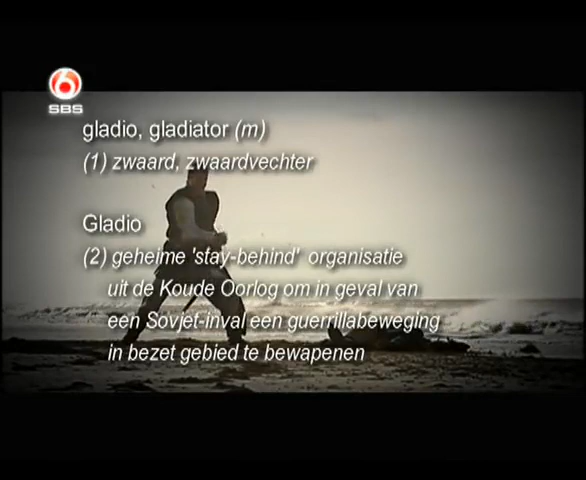 6
SBS
gladio, gladiator (m)
(1) zwaard, zwaardvechter
Gladio
(2) geheime 'stay-behind' organisatie
uit de Koude Oorlog om in geval van
een Sovjet-inval een guerrillabeweging
in bezet gebied te bewapenen